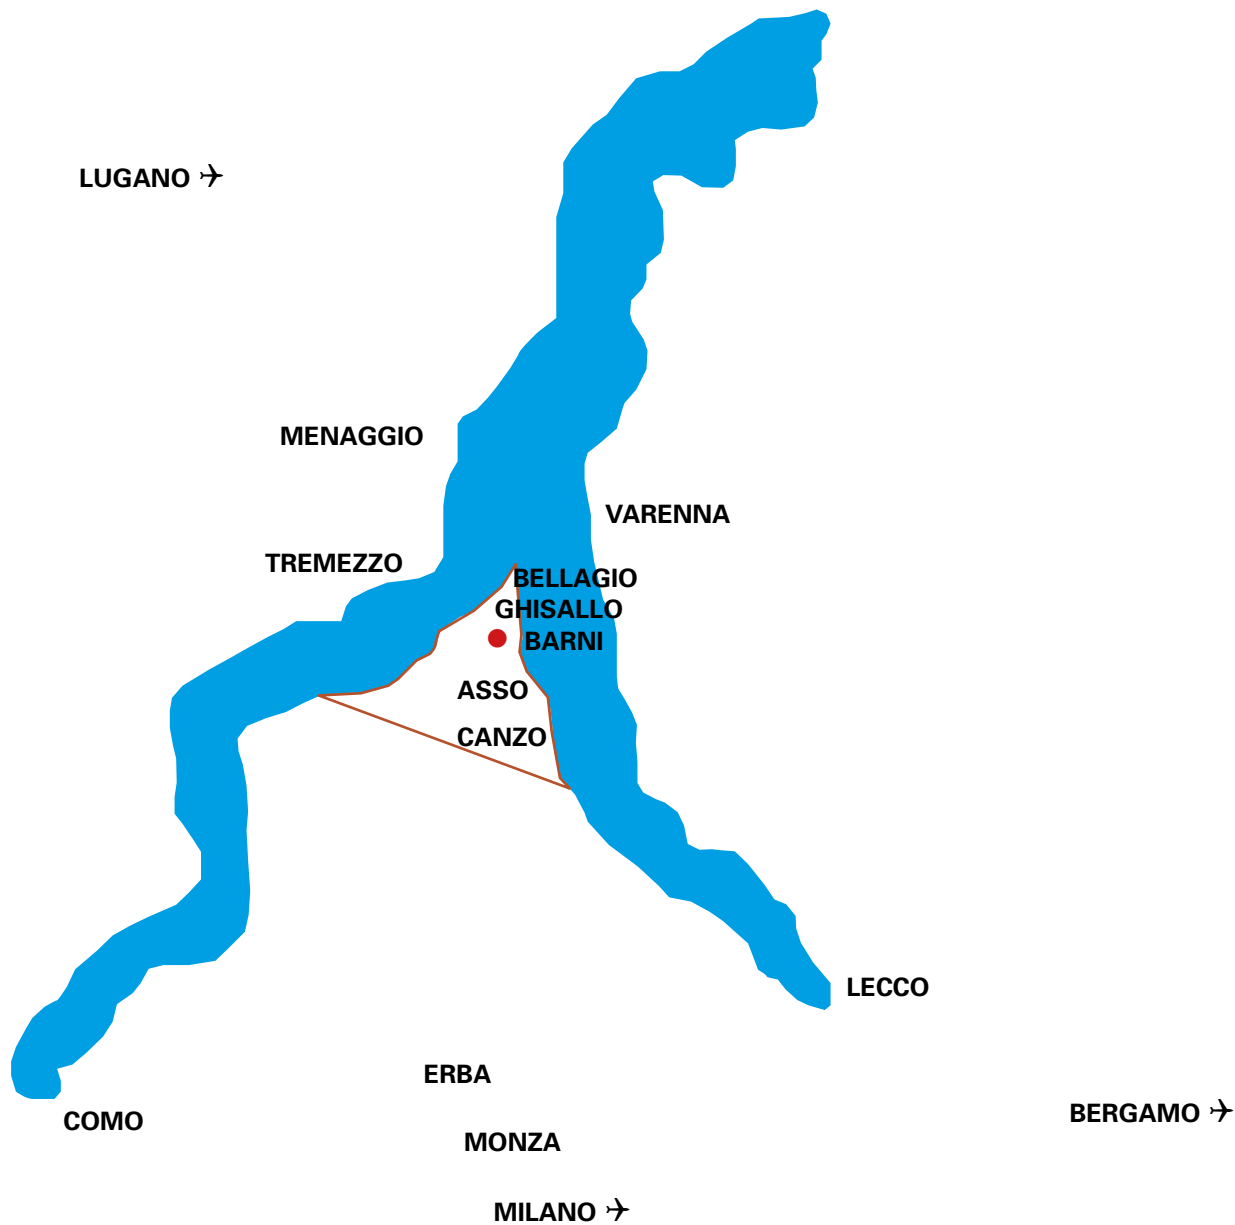 LUGANO ✈
MENAGGIO
VARENNA
TREMEZZO
BELLAGIO
GHISALLO
BARNI
ASSO
CANZO
LECCO
ERBA
BERGAMO ✈
COMO
MONZA
MILANO ✈